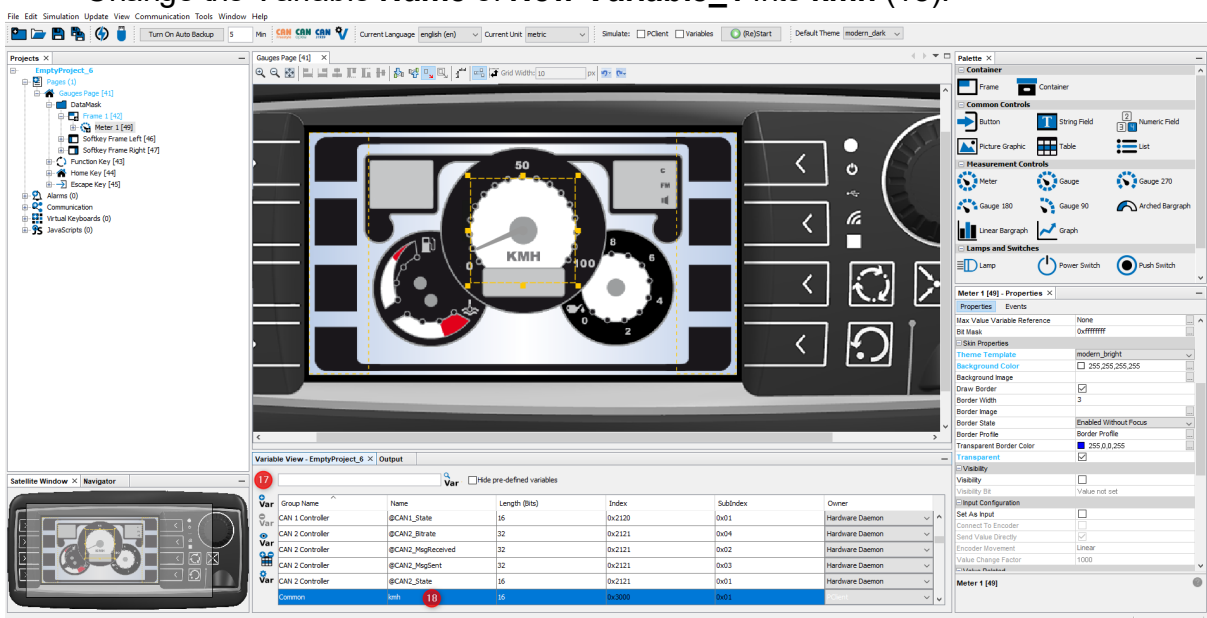 Change the Variable Name of New Variable_1 into kmh (18).
File Edit Simulation Update View Communication Tools Window Help
Turn On Auto Backup 5 Min CAN CAN CAN Current Language english (en) Current Unit metric Simulate: PClient Variables (Re)Start Default Theme modern_dark
Projects ×
EmptyProject_6
Pages (1)
Gauges Page [41]
DataMask
Frame 1 [42]
Meter 1 [49]
Softkey Frame Left [46]
Softkey Frame Right [47]
Function Key [43]
Home Key [44]
Escape Key [45]
Alarms (0)
Communication
Virtual Keyboards (0)
JS JavaScripts (0)
Satellite Window × Navigator
Gauges Page [41] ×
Grid Width: 10 px
50
C
FM
KMH
0
100
8
6
4
2
0
Variable View - EmptyProject_6 × Output
17 Var Hide pre-defined variables
Var
Var
Var
Var
Group Name Name Length (Bits) Index SubIndex Owner
CAN 1 Controller @CAN1_State 16 0x2120 0x01 Hardware Daemon
CAN 2 Controller @CAN2_Bitrate 32 0x2121 0x04 Hardware Daemon
CAN 2 Controller @CAN2_MsgReceived 32 0x2121 0x02 Hardware Daemon
CAN 2 Controller @CAN2_MsgSent 32 0x2121 0x03 Hardware Daemon
CAN 2 Controller @CAN2_State 16 0x2121 0x01 Hardware Daemon
Common kmh 18 16 0x3000 0x01 PClient
Palette ×
Container
Frame Container
Common Controls
Button T String Field 2 3 4 Numeric Field
Picture Graphic Table List
Measurement Controls
Meter Gauge Gauge 270
Gauge 180 Gauge 90 Arched Bargraph
Linear Bargraph Graph
Lamps and Switches
Lamp Power Switch Push Switch
Meter 1 [49] - Properties ×
Properties Events
Max Value Variable Reference None
Bit Mask 0xffffffff
Skin Properties
Theme Template modern_bright
Background Color 255,255,255,255
Background Image
Draw Border
Border Width 3
Border Image
Border State Enabled Without Focus
Border Profile Border Profile
Transparent Border Color 255,0,0,255
Transparent
Visibility
Visibility
Visibility Bit Value not set
Input Configuration
Set As Input
Connect To Encoder
Send Value Directly
Encoder Movement Linear
Value Change Factor 1000
Meter 1 [49]